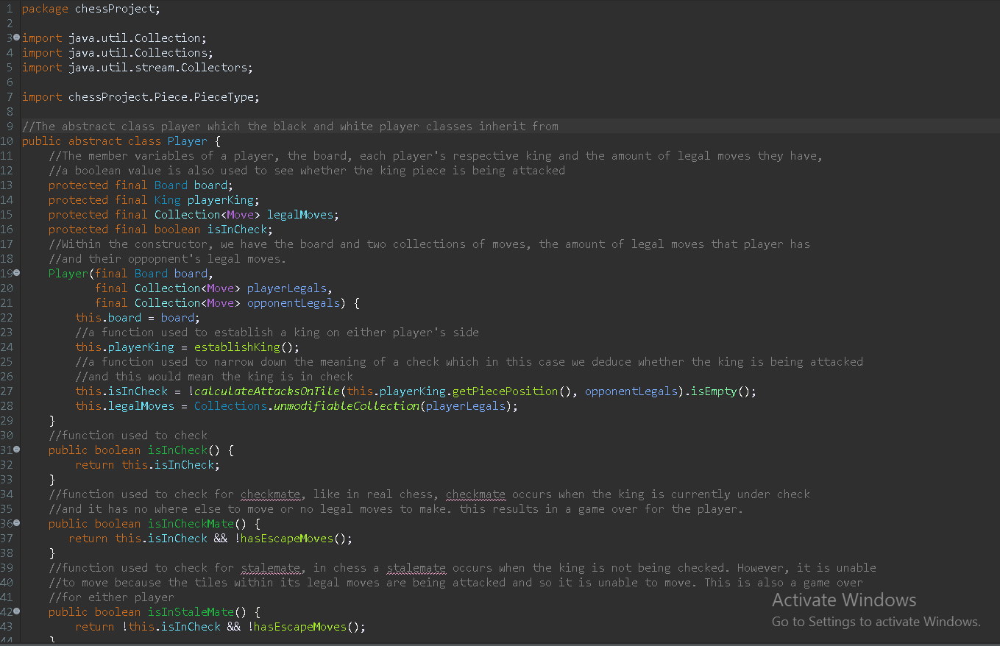 1 package chessProject;
2
3 import java.util.Collection;
4 import java.util.Collections;
5 import java.util.stream.Collectors;
6
7 import chessProject.Piece.PieceType;
8
9 //The abstract class player which the black and white player classes inherit from
10 public abstract class Player {
11 //The member variables of a player, the board, each player's respective king and the amount of legal moves they have,
12 //a boolean value is also used to see whether the king piece is being attacked
13 protected final Board board;
14 protected final King playerKing;
15 protected final Collection<Move> legalMoves;
16 protected final boolean isInCheck;
17 //Within the constructor, we have the board and two collections of moves, the amount of legal moves that player has
18 //and their oppopnent's legal moves.
19 Player(final Board board,
20 final Collection<Move> playerLegals,
21 final Collection<Move> opponentLegals) {
22 this.board = board;
23 //a function used to establish a king on either player's side
24 this.playerKing = establishKing();
25 //a function used to narrow down the meaning of a check which in this case we deduce whether the king is being attacked
26 //and this would mean the king is in check
27 this.isInCheck = !calculateAttacksOnTile(this.playerKing.getPiecePosition(), opponentLegals).isEmpty();
28 this.legalMoves = Collections.unmodifiableCollection(playerLegals);
29 }
30 //function used to check
31 public boolean isInCheck() {
32 return this.isInCheck;
33 }
34 //function used to check for checkmate, like in real chess, checkmate occurs when the king is currently under check
35 //and it has no where else to move or no legal moves to make. this results in a game over for the player.
36 public boolean isInCheckMate() {
37 return this.isInCheck && !hasEscapeMoves();
38 }
39 //function used to check for stalemate, in chess a stalemate occurs when the king is not being checked. However, it is unable
40 //to move because the tiles within its legal moves are being attacked and so it is unable to move. This is also a game over
41 //for either player
42 public boolean isInStaleMate() {
43 return !this.isInCheck && !hasEscapeMoves();
44 }
Activate Windows
Go to Settings to activate Windows.